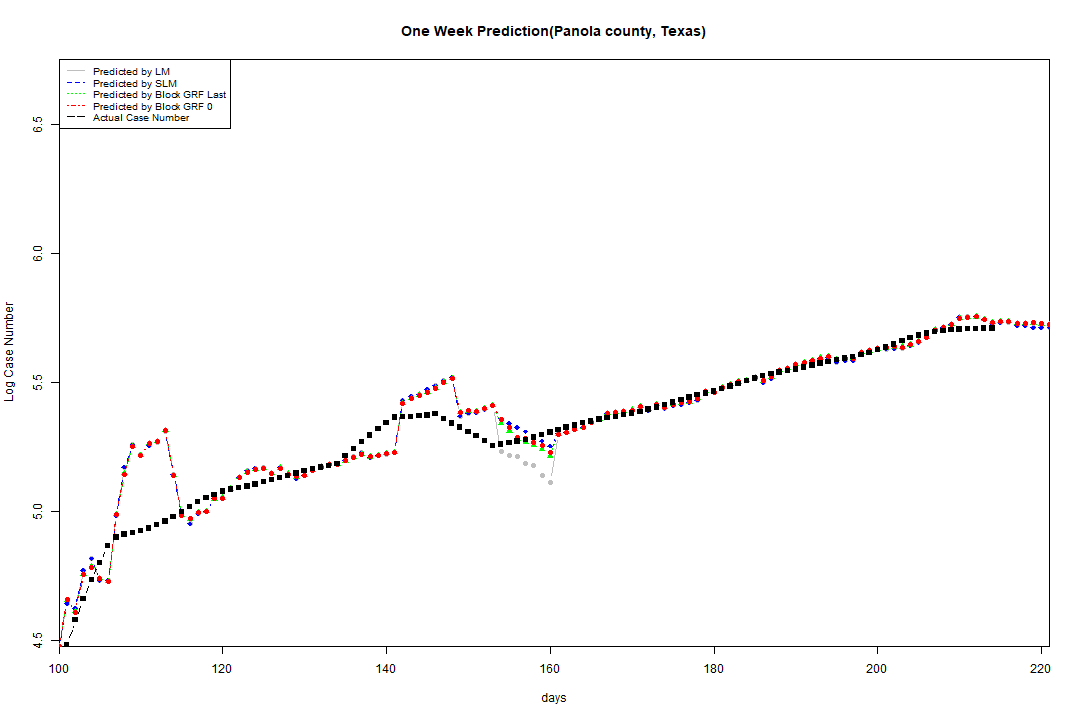 One Week Prediction(Panola county, Texas)
Predicted by LM
Predicted by SLM
Predicted by Block GRF Last
Predicted by Block GRF 0
Actual Case Number
Log Case Number
6.5
6.0
5.5
5.0
4.5
100 120 140 160 180 200 220
days